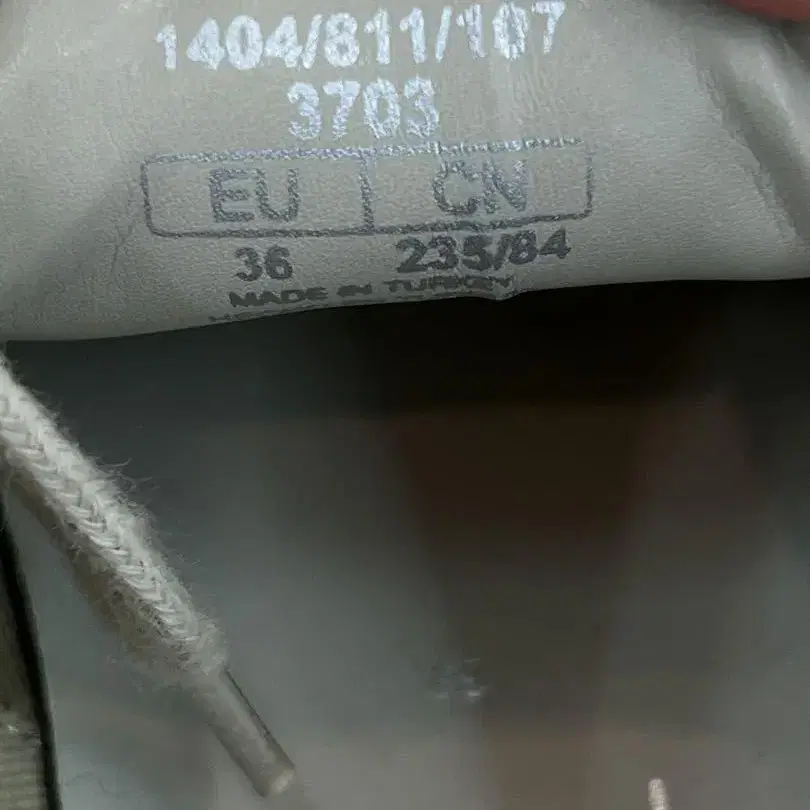 1404/811/107
3703
EU CN
36 235/84
MADE IN TURKEY